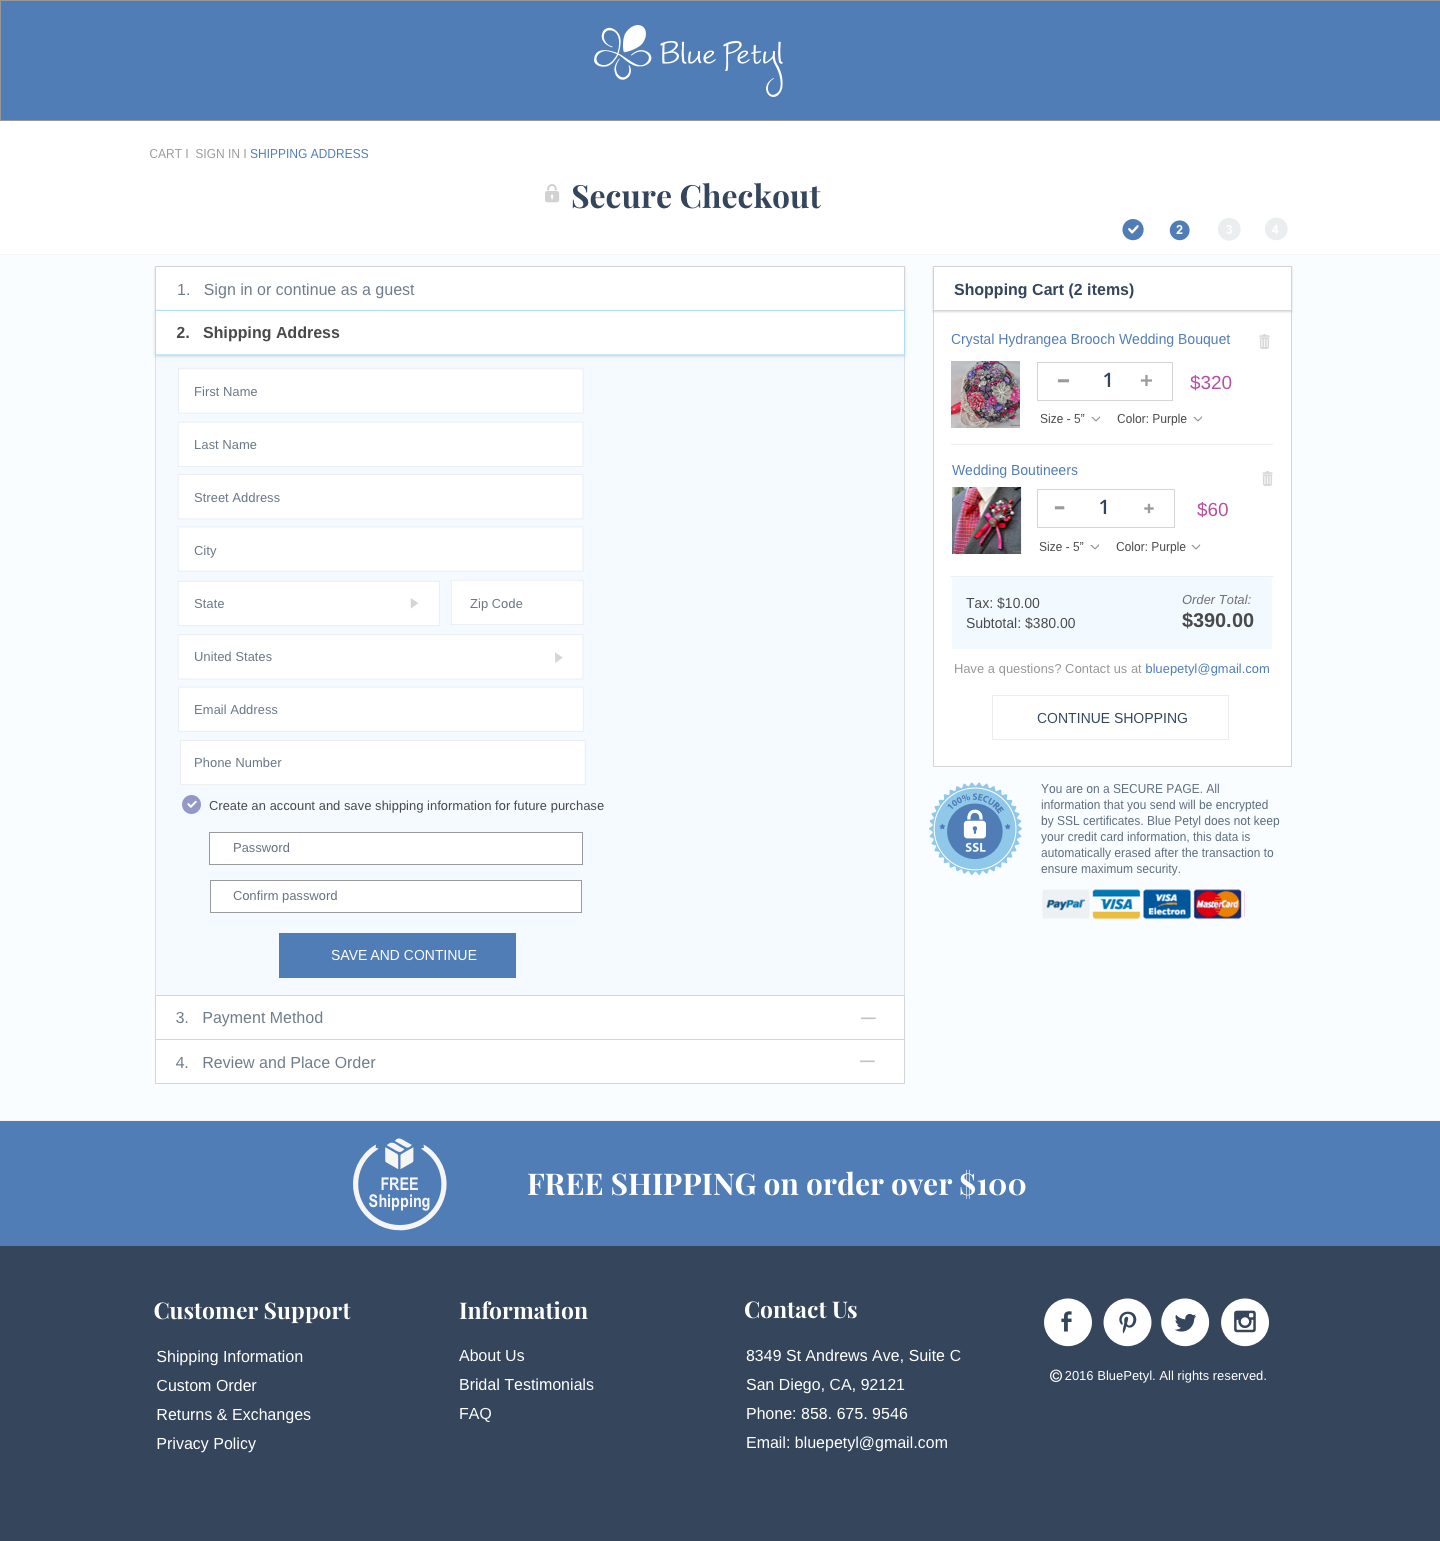 Blue Petyl
CART I  SIGN IN I SHIPPING ADDRESS
Secure Checkout
2 3 4
1. Sign in or continue as a guest
2. Shipping Address
First Name
Last Name
Street Address
City
State
Zip Code
United States
Email Address
Phone Number
Create an account and save shipping information for future purchase
Password
Confirm password
SAVE AND CONTINUE
3. Payment Method
4. Review and Place Order
Shopping Cart (2 items)
Crystal Hydrangea Brooch Wedding Bouquet
1
$320
Size - 5”
Color: Purple
Wedding Boutineers
1
$60
Size - 5”
Color: Purple
Tax: $10.00
Subtotal: $380.00
Order Total:
$390.00
Have a questions? Contact us at bluepetyl@gmail.com
CONTINUE SHOPPING
100% SECURE
SSL
You are on a SECURE PAGE. All
information that you send will be encrypted
by SSL certificates. Blue Petyl does not keep
your credit card information, this data is
automatically erased after the transaction to
ensure maximum security.
PayPal
VISA
VISA
Electron
MasterCard
FREE
Shipping
FREE SHIPPING on order over $100
Customer Support
Shipping Information
Custom Order
Returns & Exchanges
Privacy Policy
Information
About Us
Bridal Testimonials
FAQ
Contact Us
8349 St Andrews Ave, Suite C
San Diego, CA, 92121
Phone: 858. 675. 9546
Email: bluepetyl@gmail.com
© 2016 BluePetyl. All rights reserved.